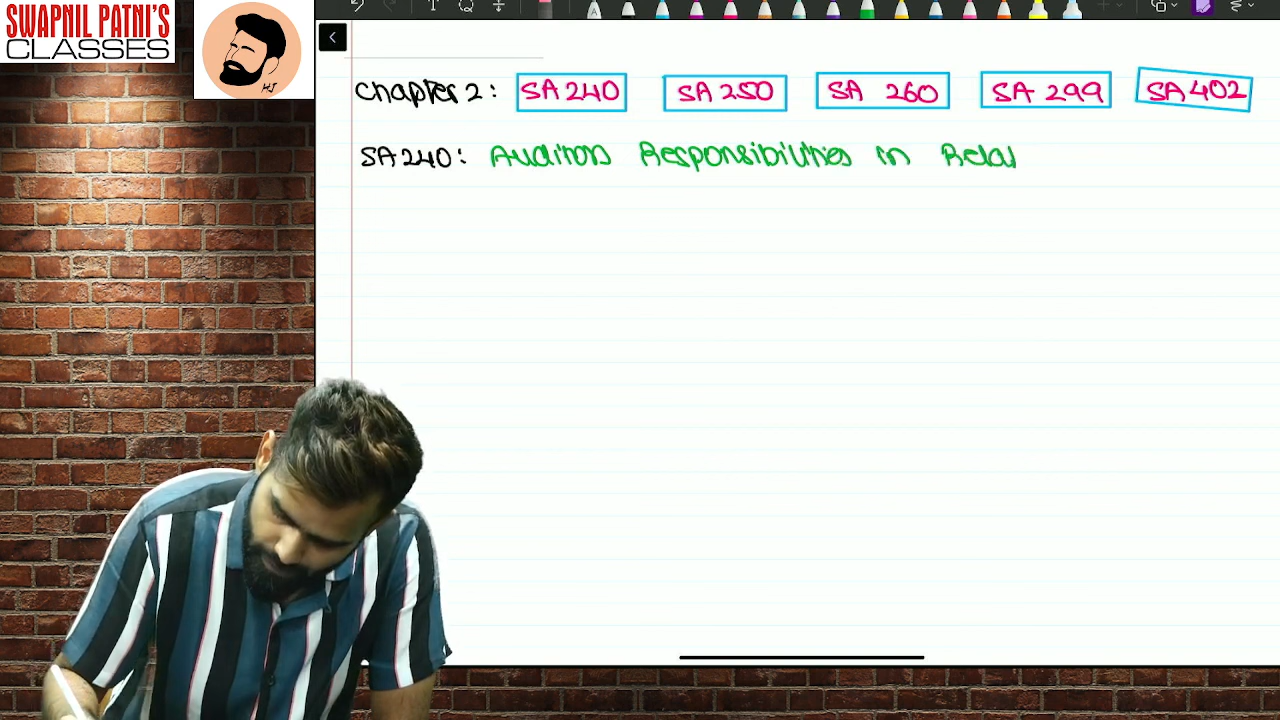 SWAPNIL PATNI'S
CLASSES
Chapter 2: SA 240 SA 250 SA 260 SA 299 SA 402
SA 240: Auditors Responsibilities in Rela